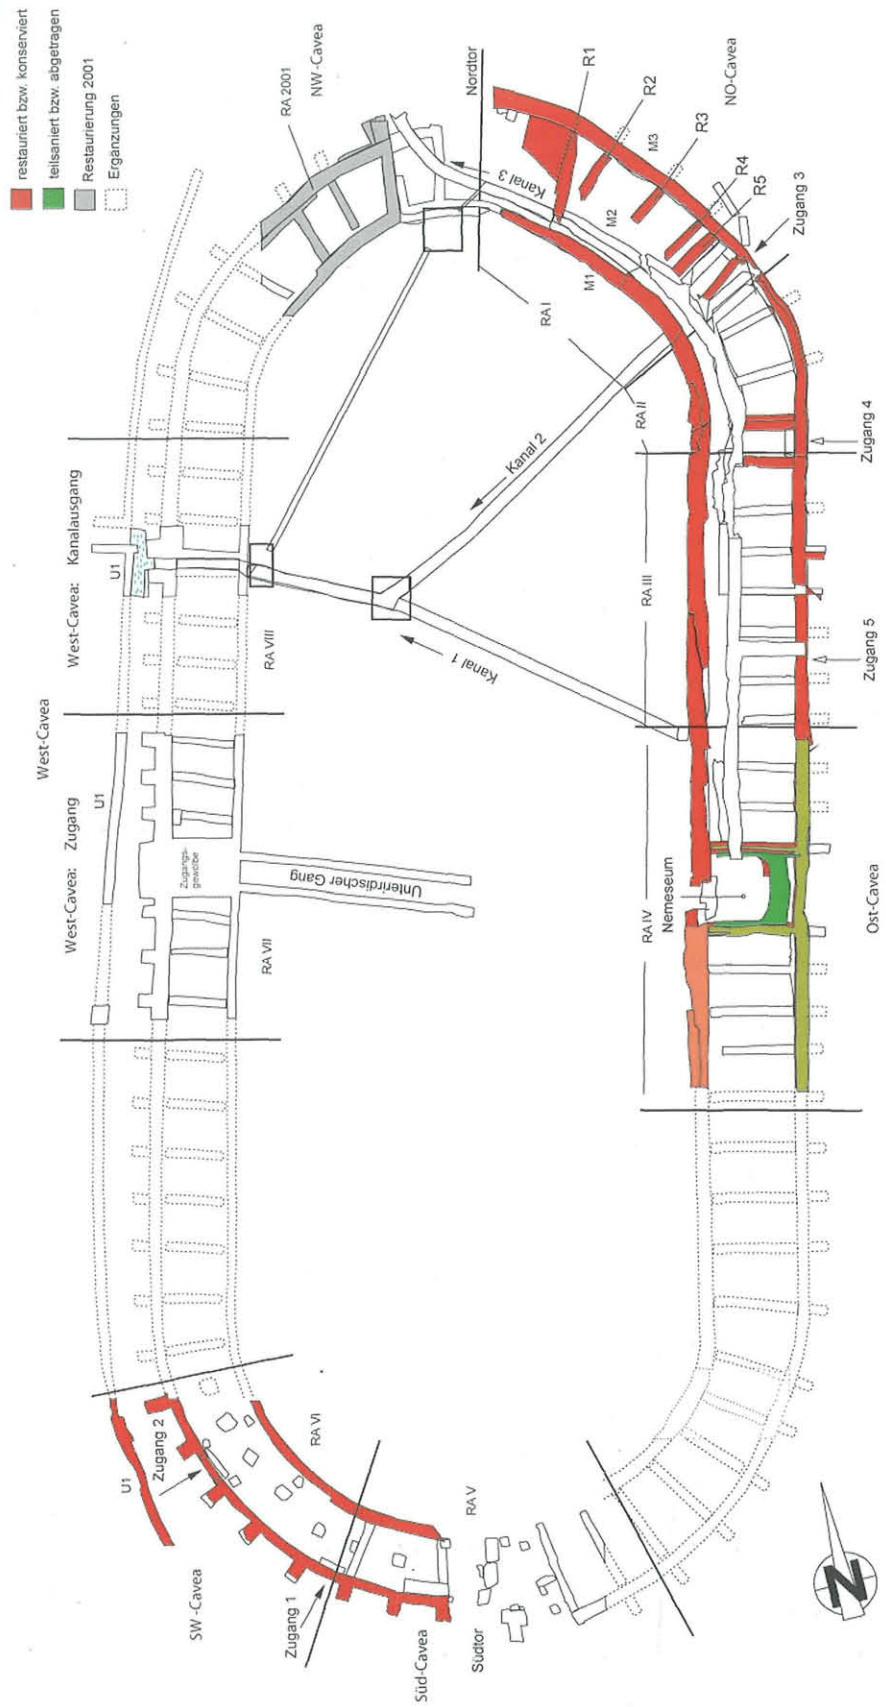 restauriert bzw. konserviert
teilsaniert bzw. abgetragen
Restaurierung 2001
Ergänzungen
NW-Cavea
RA 2001
Nordtor
R1
R2
NO-Cavea
R3
M3
R4
R5
Zugang 3
Kanal 3
M2
M1
RA I
RA II
Kanal 2
Zugang 4
West-Cavea: Kanalausgang
U1
RA VIII
Kanal 1
RA III
Zugang 5
West-Cavea
West-Cavea: Zugang
U1
Zugangs-
gewölbe
Unterirdischer Gang
RA VII
RA IV
Nemeseum
Ost-Cavea
U1
Zugang 2
RA VI
SW-Cavea
Zugang 1
RA V
Süd-Cavea
Südtor
N